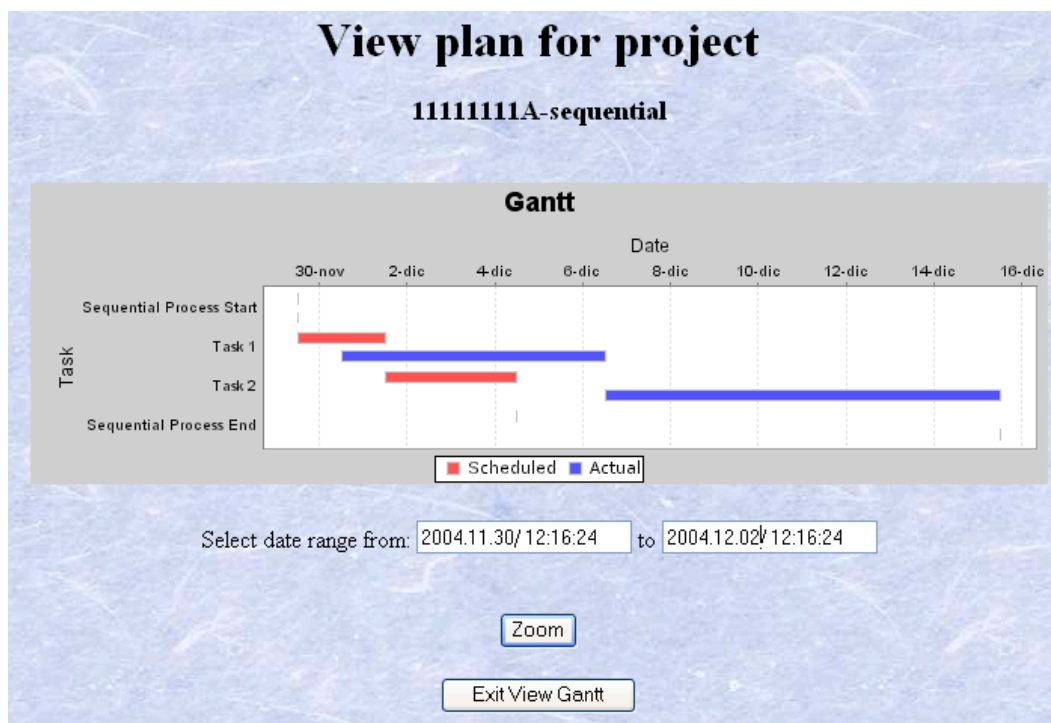 View plan for project
11111111A-sequential
Gantt
Date
30-nov 2-dic 4-dic 6-dic 8-dic 10-dic 12-dic 14-dic 16-dic
Task
Sequential Process Start
Task 1
Task 2
Sequential Process End
Scheduled Actual
Select date range from: 2004.11.30/ 12:16:24 to 2004.12.02/ 12:16:24
Zoom
Exit View Gantt